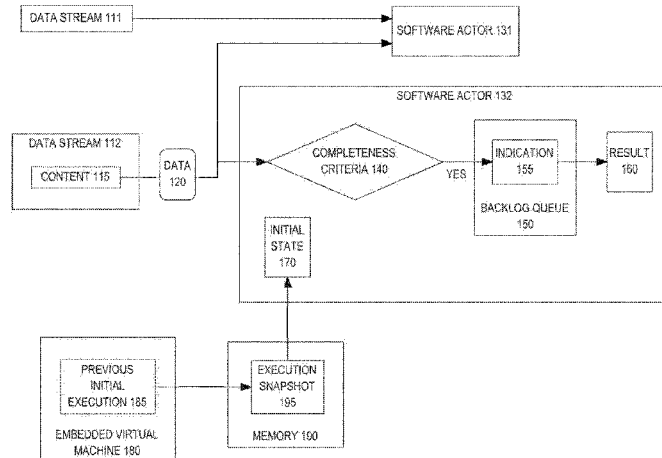 DATA STREAM 111
SOFTWARE ACTOR 131
SOFTWARE ACTOR 132
DATA STREAM 112
CONTENT 115
DATA
120
COMPLETENESS
CRITERIA 140
YES
INDICATION
155
BACKLOG QUEUE
150
RESULT
160
INITIAL
STATE
170
PREVIOUS
INITIAL
EXECUTION 185
EMBEDDED VIRTUAL
MACHINE 180
EXECUTION
SNAPSHOT
195
MEMORY 190